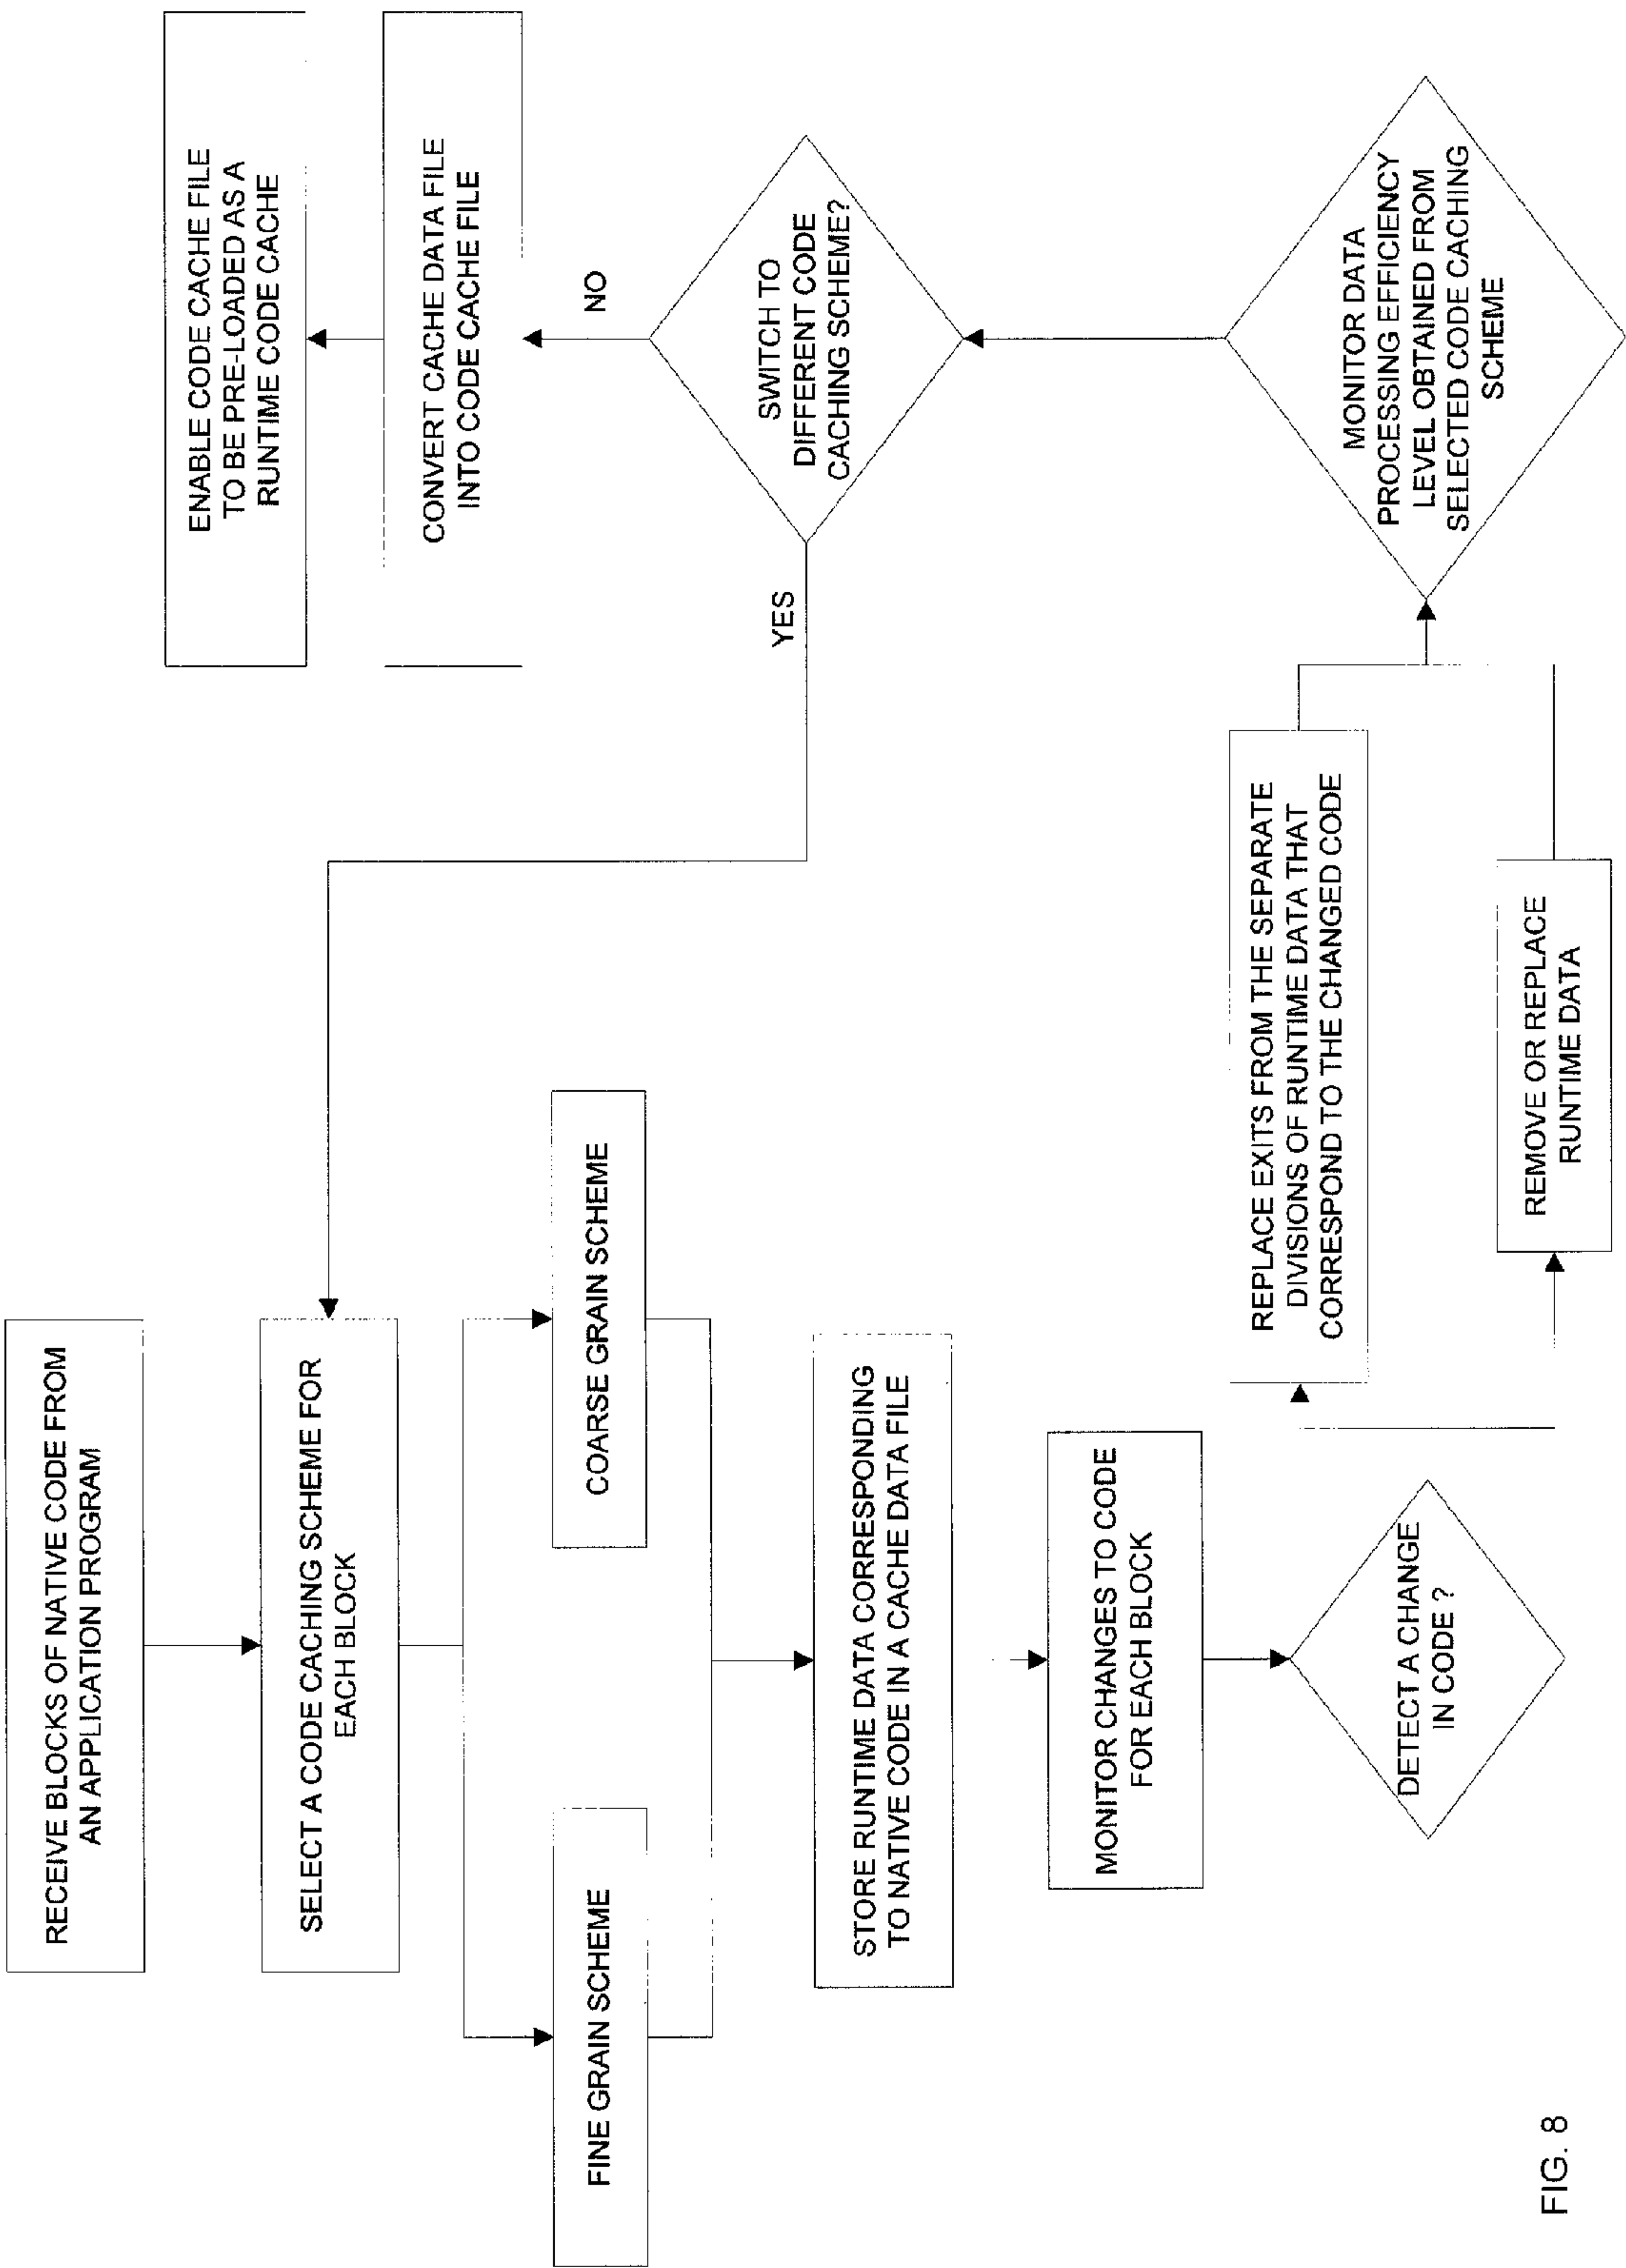 RECEIVE BLOCKS OF NATIVE CODE FROM
AN APPLICATION PROGRAM
SELECT A CODE CACHING SCHEME FOR
EACH BLOCK
FINE GRAIN SCHEME
COARSE GRAIN SCHEME
STORE RUNTIME DATA CORRESPONDING
TO NATIVE CODE IN A CACHE DATA FILE
MONITOR CHANGES TO CODE
FOR EACH BLOCK
DETECT A CHANGE
IN CODE ?
REPLACE EXITS FROM THE SEPARATE
DIVISIONS OF RUNTIME DATA THAT
CORRESPOND TO THE CHANGED CODE
REMOVE OR REPLACE
RUNTIME DATA
MONITOR DATA
PROCESSING EFFICIENCY
LEVEL OBTAINED FROM
SELECTED CODE CACHING
SCHEME
SWITCH TO
DIFFERENT CODE
CACHING SCHEME?
YES
NO
CONVERT CACHE DATA FILE
INTO CODE CACHE FILE
ENABLE CODE CACHE FILE
TO BE PRE-LOADED AS A
RUNTIME CODE CACHE
FIG. 8